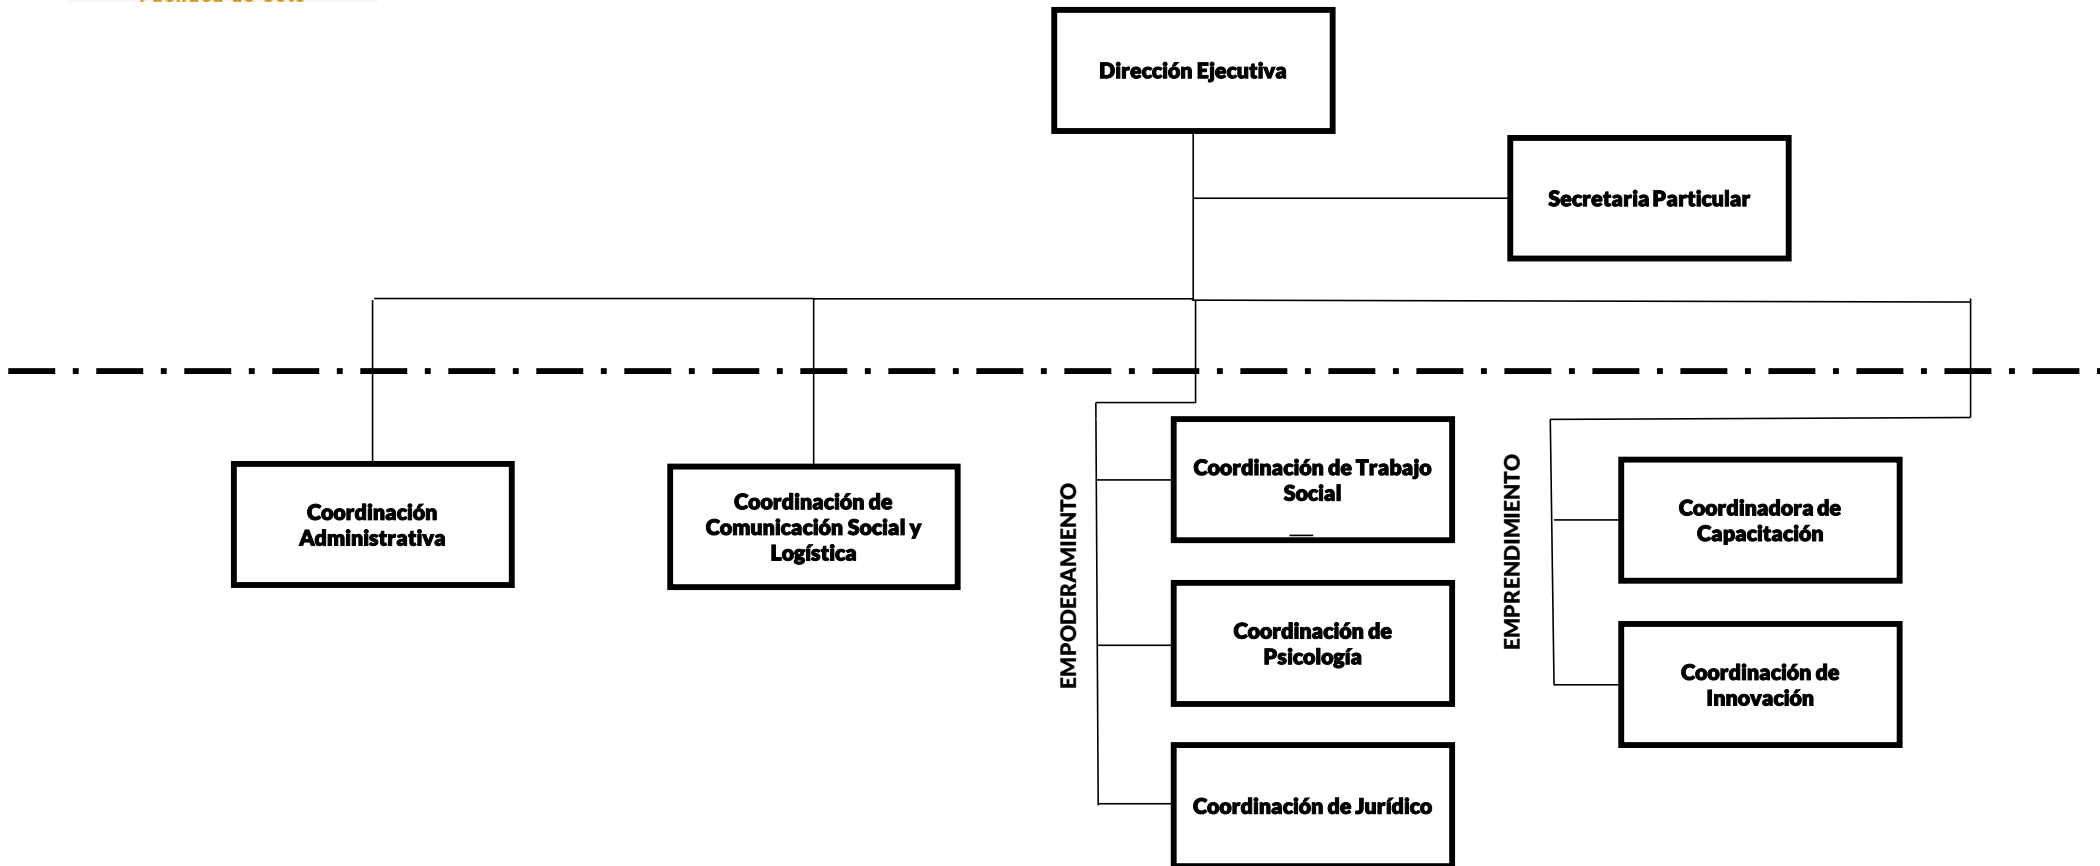 Dirección Ejecutiva
Secretaria Particular
Coordinación
Administrativa
Coordinación de
Comunicación Social y
Logística
EMPODERAMIENTO
Coordinación de Trabajo
Social
Coordinación de
Psicología
Coordinación de Jurídico
EMPRENDIMIENTO
Coordinadora de
Capacitación
Coordinación de
Innovación